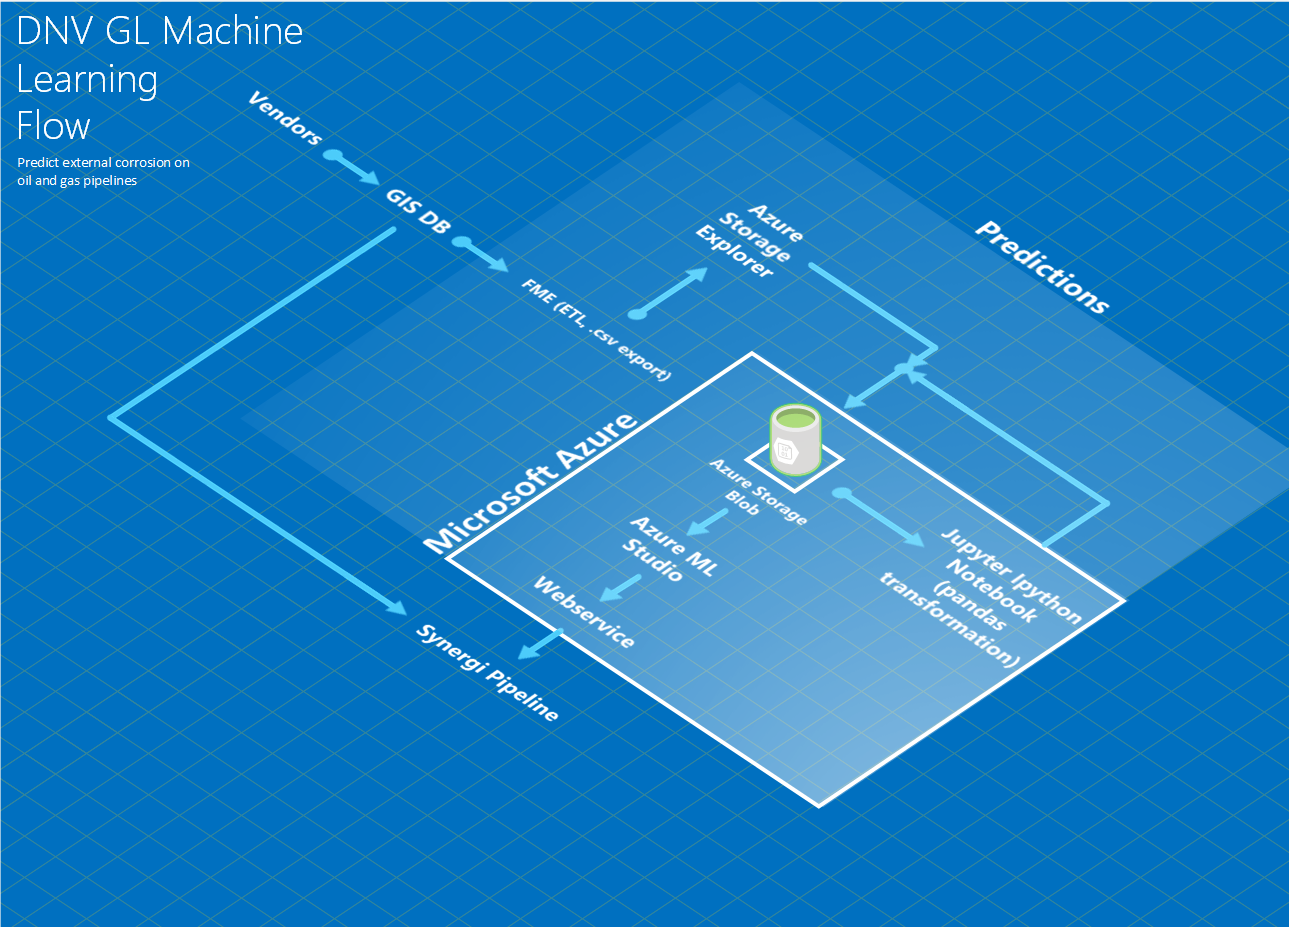 DNV GL Machine
Learning
Flow
Predict external corrosion on
oil and gas pipelines
Vendors
GIS DB
FME (ETL, .csv export)
Azure
Storage
Explorer
Predictions
Microsoft Azure
Azure Storage
Blob
Azure ML
Studio
Webservice
Synergi Pipeline
Jupyter Ipython
Notebook
(pandas
transformation)